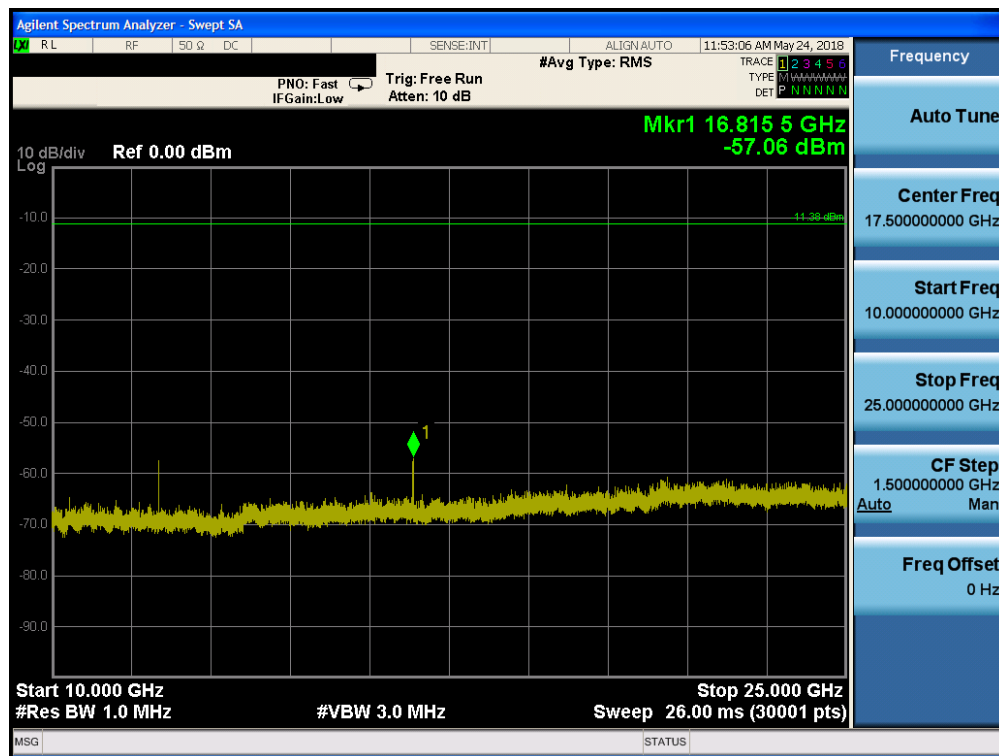 Agilent Spectrum Analyzer - Swept SA
LXI RL RF 50 Ω DC SENSE:INT ALIGN AUTO 11:53:06 AM May 24, 2018
Frequency
#Avg Type: RMS
TRACE 1 2 3 4 5 6
PNO: Fast Trig: Free Run
TYPE M
IFGain:Low Atten: 10 dB
DET P N N N N N
Auto Tune
Mkr1 16.815 5 GHz
10 dB/div Ref 0.00 dBm -57.06 dBm
Log
Center Freq
17.500000000 GHz
-10.0
-11.38 dBm
-20.0
Start Freq
10.000000000 GHz
-30.0
-40.0
Stop Freq
25.000000000 GHz
-50.0
1
-60.0
CF Step
1.500000000 GHz
Auto Man
-70.0
Freq Offset
0 Hz
-80.0
-90.0
Start 10.000 GHz Stop 25.000 GHz
#Res BW 1.0 MHz #VBW 3.0 MHz Sweep 26.00 ms (30001 pts)
MSG STATUS